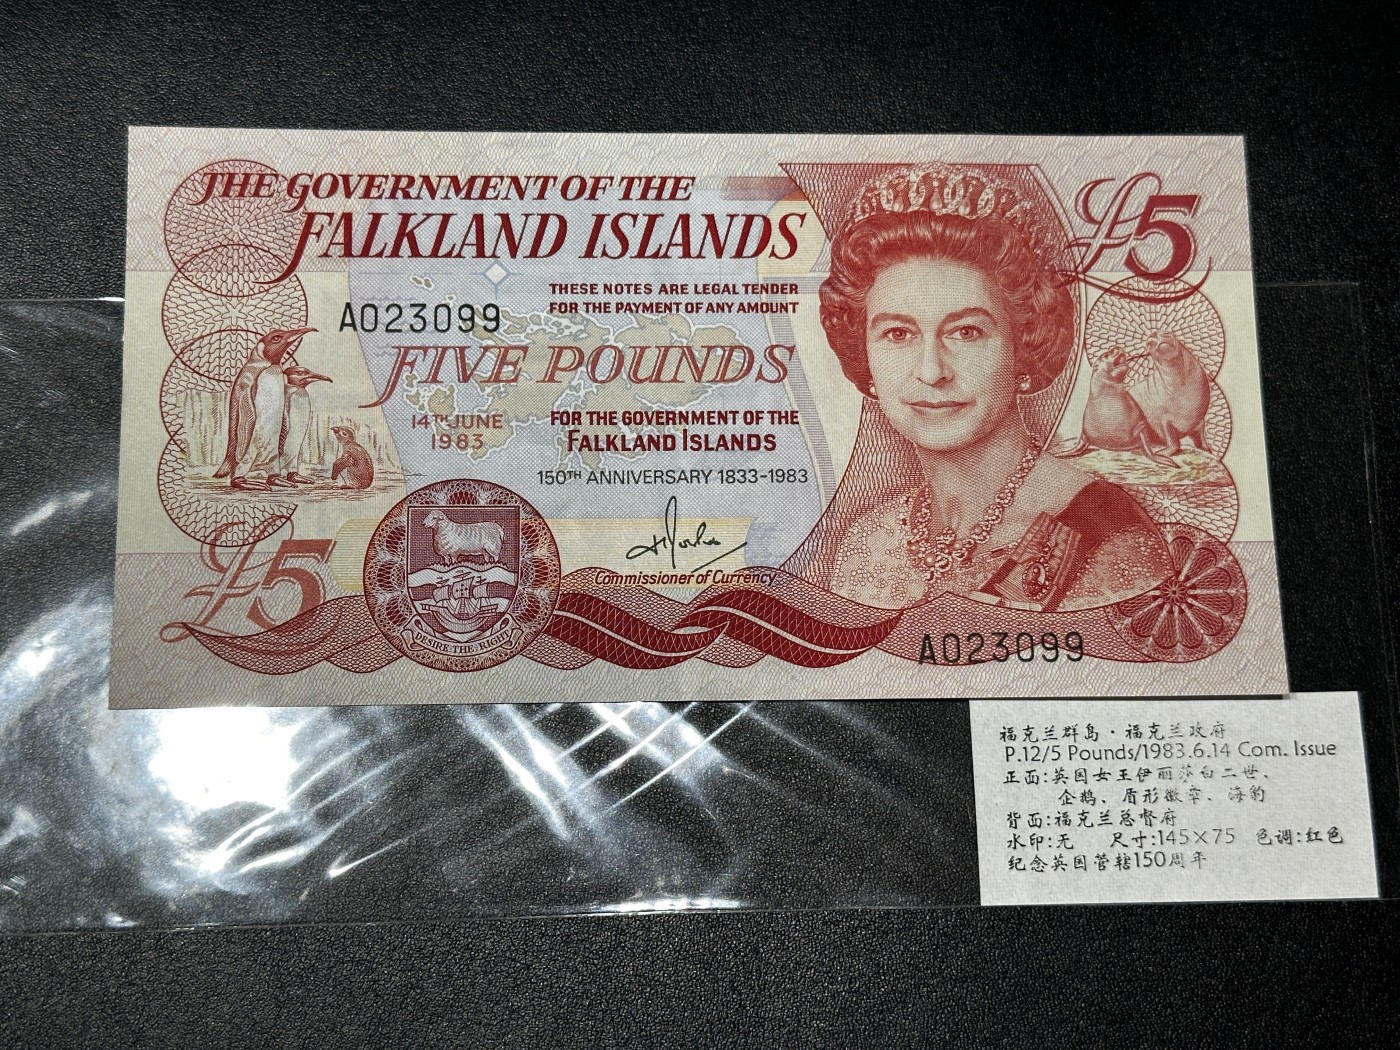 THE GOVERNMENT OF THE
FALKLAND ISLANDS
£5
THESE NOTES ARE LEGAL TENDER
FOR THE PAYMENT OF ANY AMOUNT
A023099
FIVE POUNDS
14TH JUNE
1983
FOR THE GOVERNMENT OF THE
FALKLAND ISLANDS
150TH ANNIVERSARY 1833-1983
£5
Commissioner of Currency
DESIRE THE RIGHT
A023099
福克兰群岛·福克兰政府
P.12/5 Pounds/1983.6.14 Com. Issue
正面:英国女王伊丽莎白二世、
企鹅、盾形徽章、海豹
背面:福克兰总督府
水印:无 尺寸:145×75 色调:红色
纪念英国管辖150周年